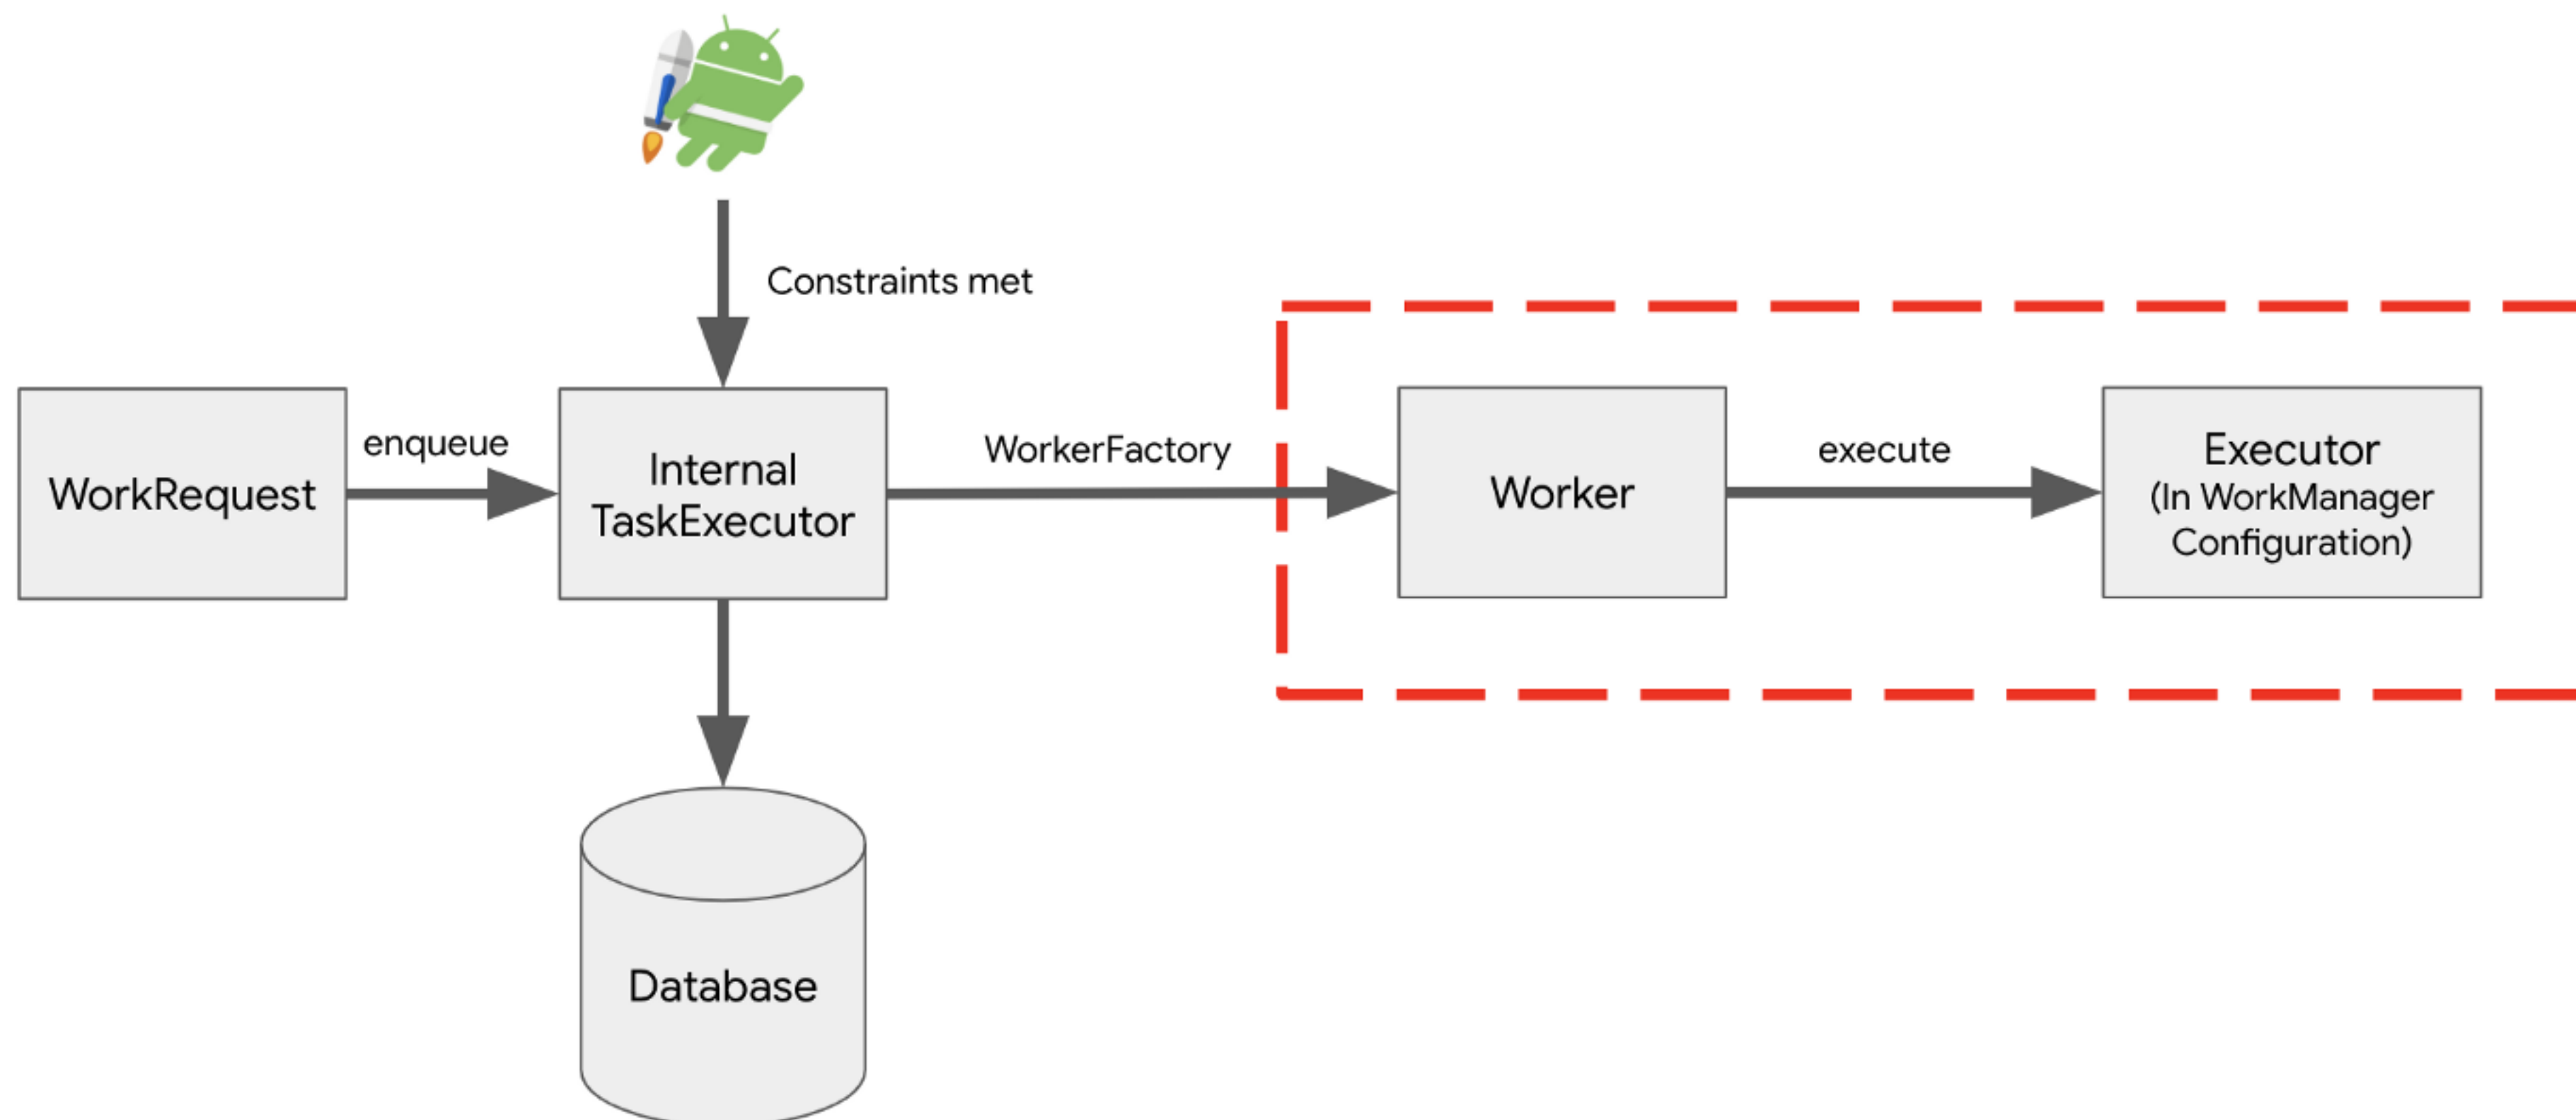 Constraints met
WorkRequest
enqueue
Internal
TaskExecutor
WorkerFactory
Worker
execute
Executor
(In WorkManager
Configuration)
Database